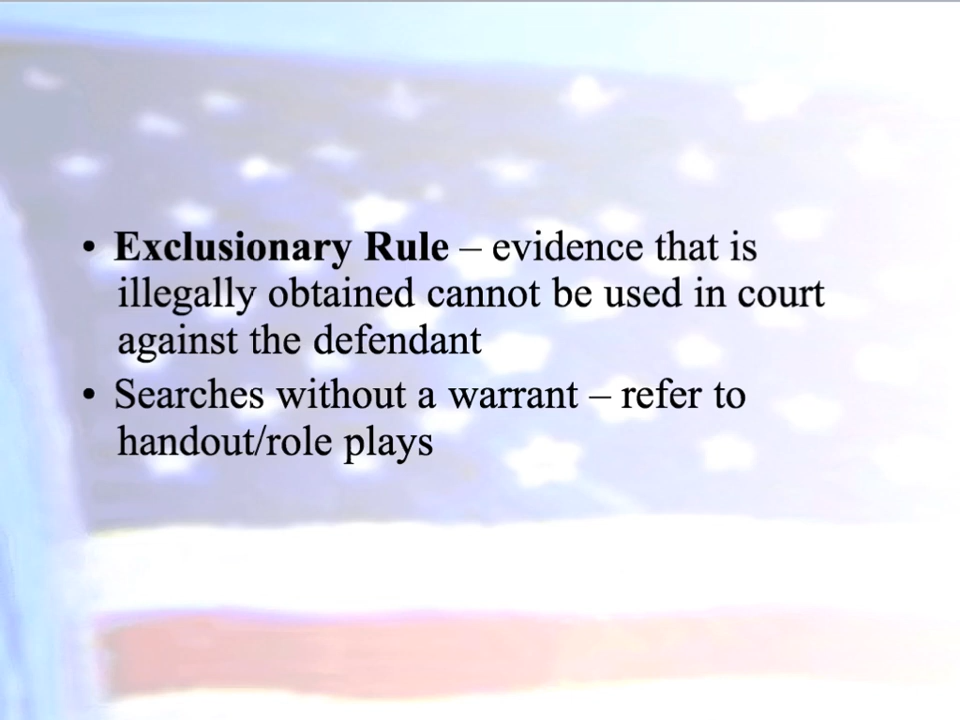 • Exclusionary Rule – evidence that is
illegally obtained cannot be used in court
against the defendant
• Searches without a warrant – refer to
handout/role plays